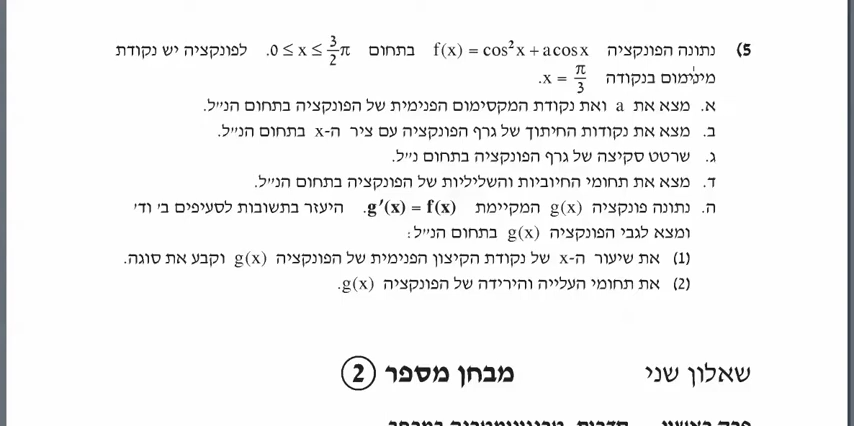 5) נתונה הפונקציה f(x) = cos²x + a cosx בתחום 0 ≤ x ≤ 3/2 π. לפונקציה יש נקודת
מינימום בנקודה x = π/3.
א. מצא את a ואת נקודת המקסימום הפנימית של הפונקציה בתחום הנ״ל.
ב. מצא את נקודות החיתוך של גרף הפונקציה עם ציר ה-x בתחום הנ״ל.
ג. שרטט סקיצה של גרף הפונקציה בתחום נ״ל.
ד. מצא את תחומי החיוביות והשליליות של הפונקציה בתחום הנ״ל.
ה. נתונה פונקציה g(x) המקיימת g′(x) = f(x). היעזר בתשובות לסעיפים ב׳ וד׳
ומצא לגבי הפונקציה g(x) בתחום הנ״ל:
(1) את שיעור ה-x של נקודת הקיצון הפנימית של הפונקציה g(x) וקבע את סוגה.
(2) את תחומי העלייה והירידה של הפונקציה g(x).
שאלון שני מבחן מספר 2